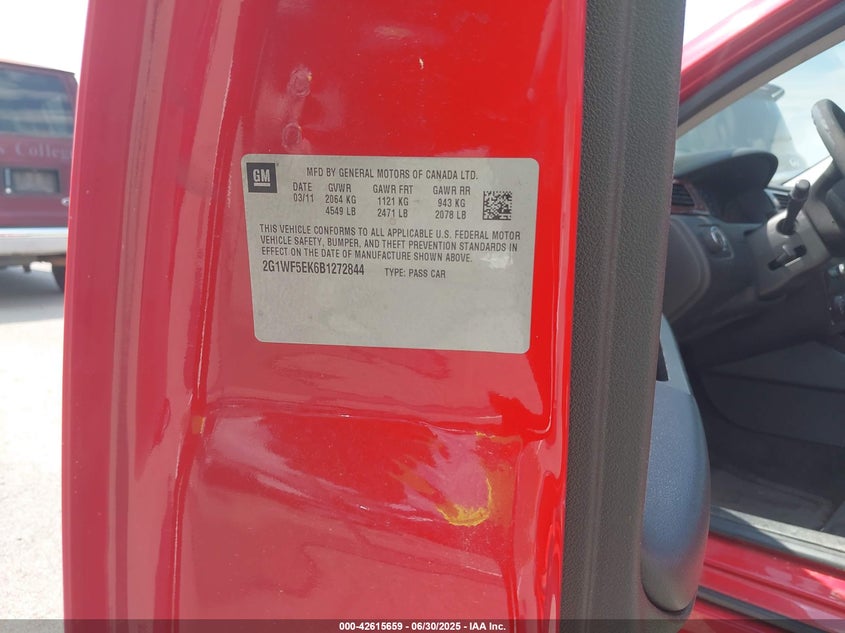 s College
GM
MFD BY GENERAL MOTORS OF CANADA LTD.
DATE GVWR GAWR FRT GAWR RR
03/11 2064 KG 1121 KG 943 KG
4549 LB 2471 LB 2078 LB
THIS VEHICLE CONFORMS TO ALL APPLICABLE U.S. FEDERAL MOTOR
VEHICLE SAFETY, BUMPER, AND THEFT PREVENTION STANDARDS IN
EFFECT ON THE DATE OF MANUFACTURE SHOWN ABOVE.
2G1WF5EK6B1272844 TYPE: PASS CAR
000-42615659 - 06/30/2025 - IAA Inc.